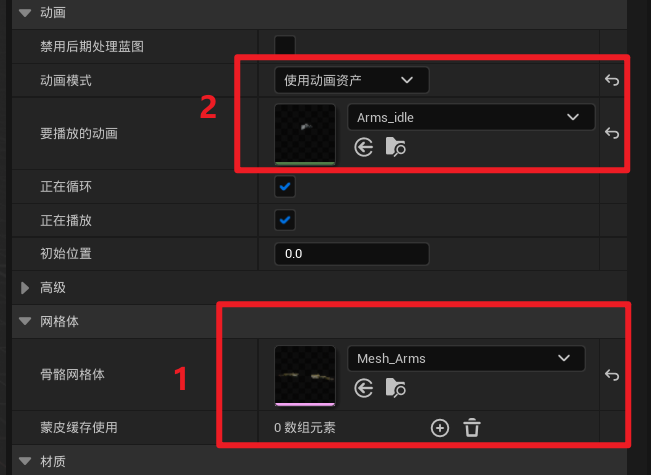 动画
禁用后期处理蓝图
动画模式 使用动画资产
2
要播放的动画 Arms_idle
正在循环
正在播放
初始位置 0.0
高级
网格体
1
骨骼网格体 Mesh_Arms
蒙皮缓存使用 0 数组元素
材质